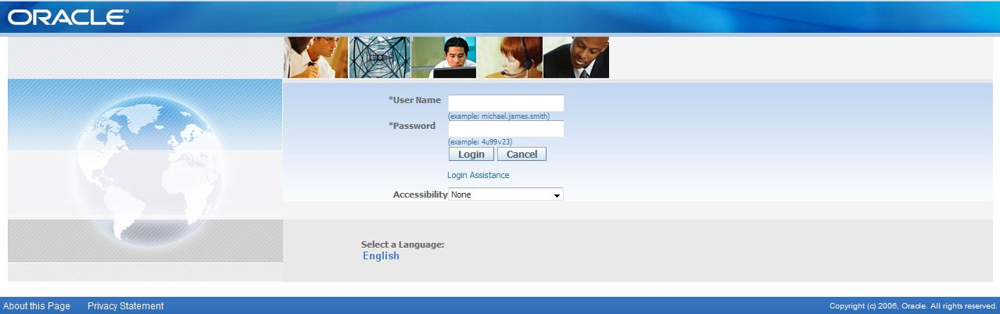 ORACLE®
*User Name
(example: michael.james.smith)
*Password
(example: 4u99v23)
Login Cancel
Login Assistance
Accessibility None
Select a Language:
English
About this Page Privacy Statement Copyright (c) 2006, Oracle. All rights reserved.